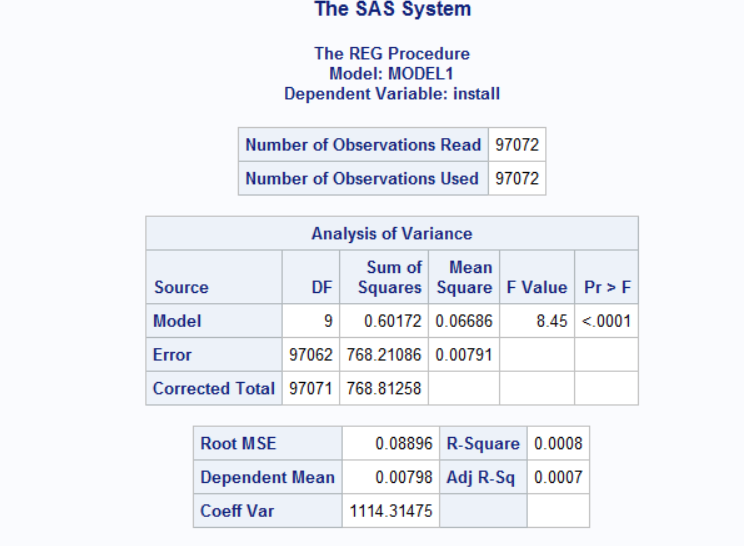 The SAS System
The REG Procedure
Model: MODEL1
Dependent Variable: install
Number of Observations Read 97072
Number of Observations Used 97072
Analysis of Variance
Source DF Sum of Squares Mean Square F Value Pr > F
Model 9 0.60172 0.06686 8.45 <.0001
Error 97062 768.21086 0.00791
Corrected Total 97071 768.81258
Root MSE 0.08896 R-Square 0.0008
Dependent Mean 0.00798 Adj R-Sq 0.0007
Coeff Var 1114.31475